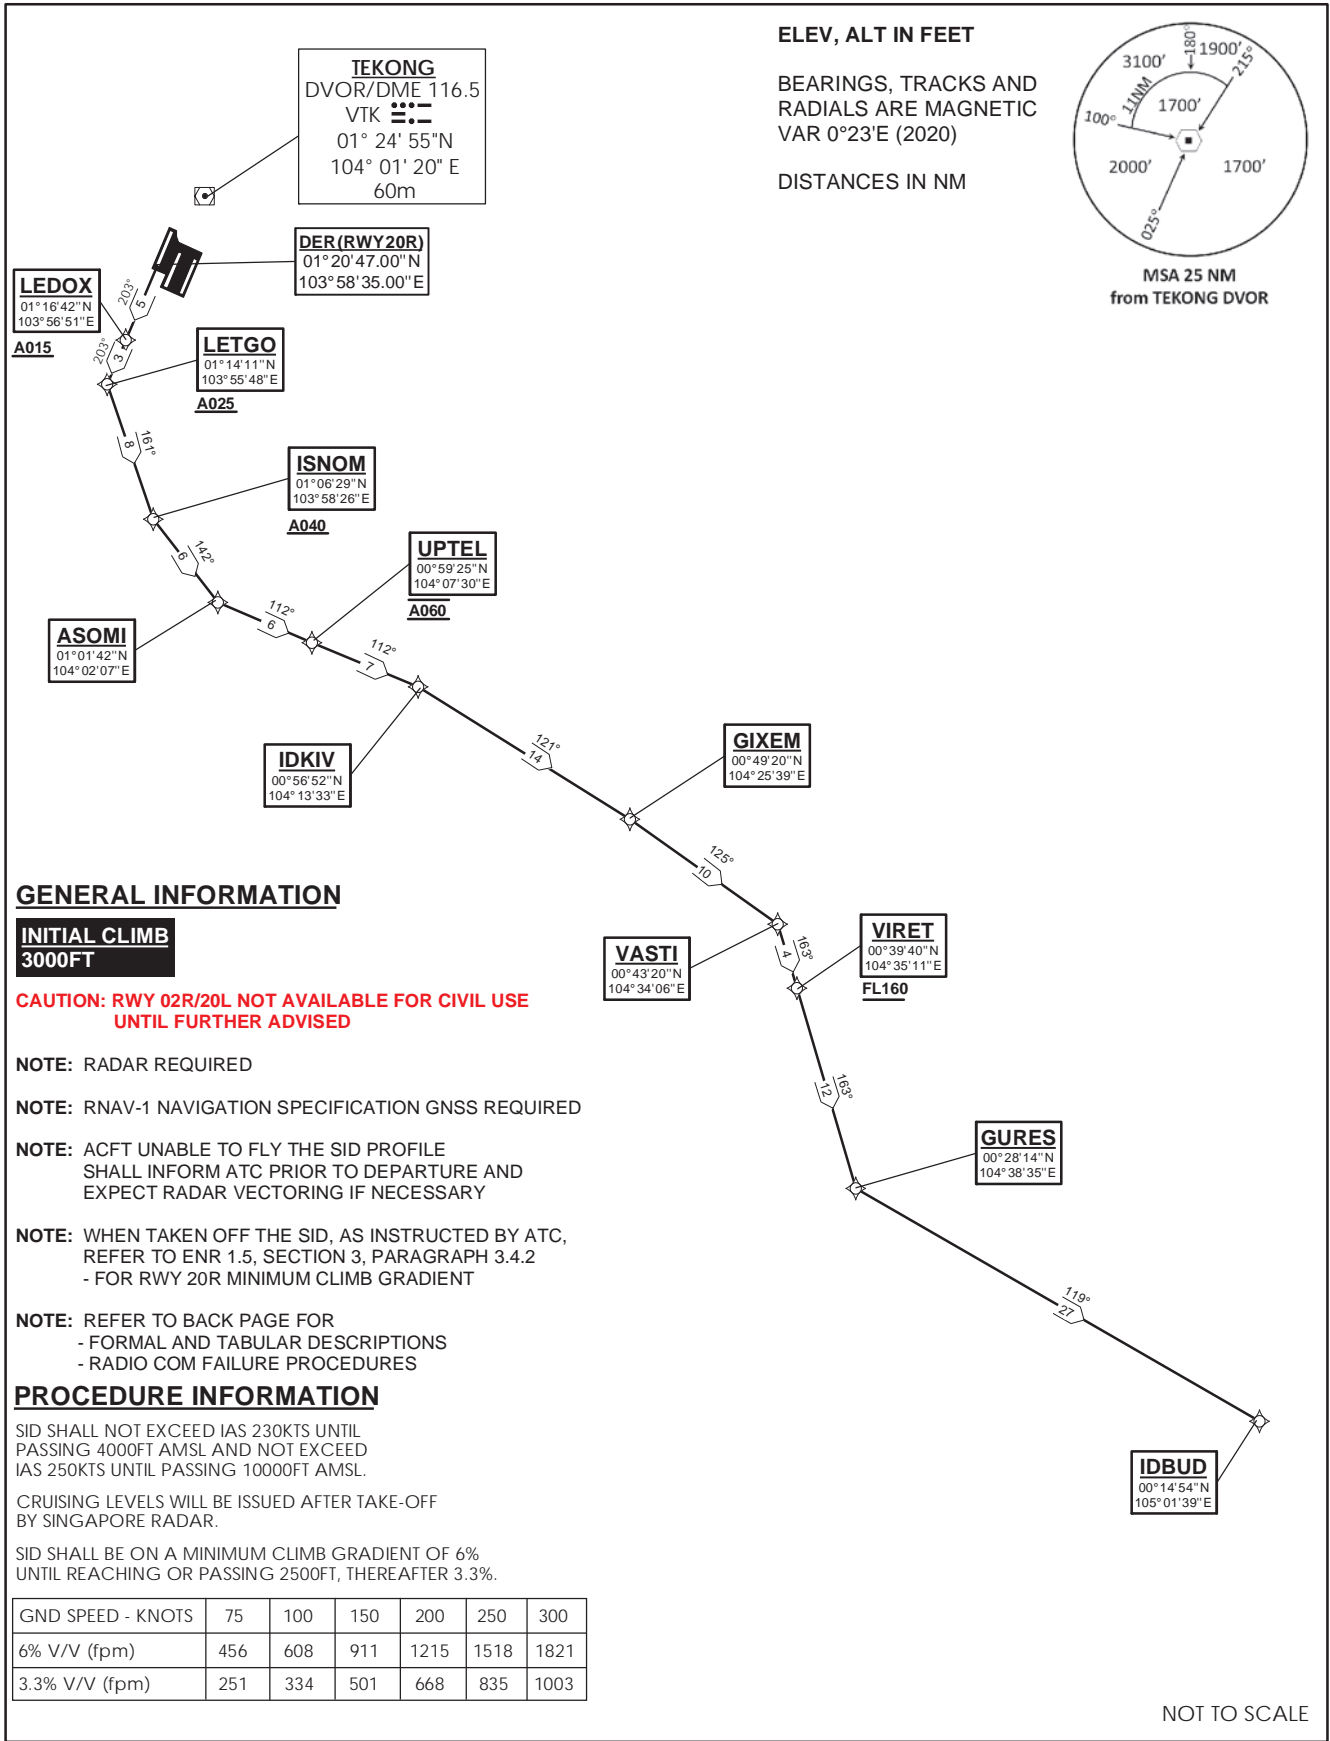 ELEV, ALT IN FEET
BEARINGS, TRACKS AND
RADIALS ARE MAGNETIC
VAR 0°23'E (2020)
DISTANCES IN NM
3100'
180°
1900'
215°
11NM
1700'
100°
2000'
1700'
025°
MSA 25 NM
from TEKONG DVOR
TEKONG
DVOR/DME 116.5
VTK
01° 24' 55"N
104° 01' 20" E
60m
DER(RWY20R)
01°20'47.00"N
103°58'35.00"E
LEDOX
01°16'42"N
103°56'51"E
A015
203°
5
203°
3
LETGO
01°14'11"N
103°55'48"E
A025
161°
8
ISNOM
01°06'29"N
103°58'26"E
A040
142°
6
UPTEL
00°59'25"N
104°07'30"E
A060
ASOMI
01°01'42"N
104°02'07"E
112°
6
112°
7
IDKIV
00°56'52"N
104°13'33"E
121°
14
GIXEM
00°49'20"N
104°25'39"E
125°
10
VASTI
00°43'20"N
104°34'06"E
163°
4
VIRET
00°39'40"N
104°35'11"E
FL160
163°
12
GURES
00°28'14"N
104°38'35"E
119°
27
IDBUD
00°14'54"N
105°01'39"E
GENERAL INFORMATION
INITIAL CLIMB
3000FT
CAUTION: RWY 02R/20L NOT AVAILABLE FOR CIVIL USE
UNTIL FURTHER ADVISED
NOTE: RADAR REQUIRED
NOTE: RNAV-1 NAVIGATION SPECIFICATION GNSS REQUIRED
NOTE: ACFT UNABLE TO FLY THE SID PROFILE
SHALL INFORM ATC PRIOR TO DEPARTURE AND
EXPECT RADAR VECTORING IF NECESSARY
NOTE: WHEN TAKEN OFF THE SID, AS INSTRUCTED BY ATC,
REFER TO ENR 1.5, SECTION 3, PARAGRAPH 3.4.2
- FOR RWY 20R MINIMUM CLIMB GRADIENT
NOTE: REFER TO BACK PAGE FOR
- FORMAL AND TABULAR DESCRIPTIONS
- RADIO COM FAILURE PROCEDURES
PROCEDURE INFORMATION
SID SHALL NOT EXCEED IAS 230KTS UNTIL
PASSING 4000FT AMSL AND NOT EXCEED
IAS 250KTS UNTIL PASSING 10000FT AMSL.
CRUISING LEVELS WILL BE ISSUED AFTER TAKE-OFF
BY SINGAPORE RADAR.
SID SHALL BE ON A MINIMUM CLIMB GRADIENT OF 6%
UNTIL REACHING OR PASSING 2500FT, THEREAFTER 3.3%.
GND SPEED - KNOTS 75 100 150 200 250 300
6% V/V (fpm) 456 608 911 1215 1518 1821
3.3% V/V (fpm) 251 334 501 668 835 1003
NOT TO SCALE